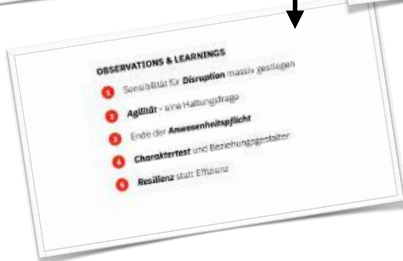 OBSERVATIONS & LEARNINGS
1 Sensibilität für Disruption massiv gestiegen
2 Agilität - eine Haltungsfrage
3 Ende der Anwesenheitspflicht
4 Charaktertest und Beziehungsgestalter
5 Resilienz statt Effizienz